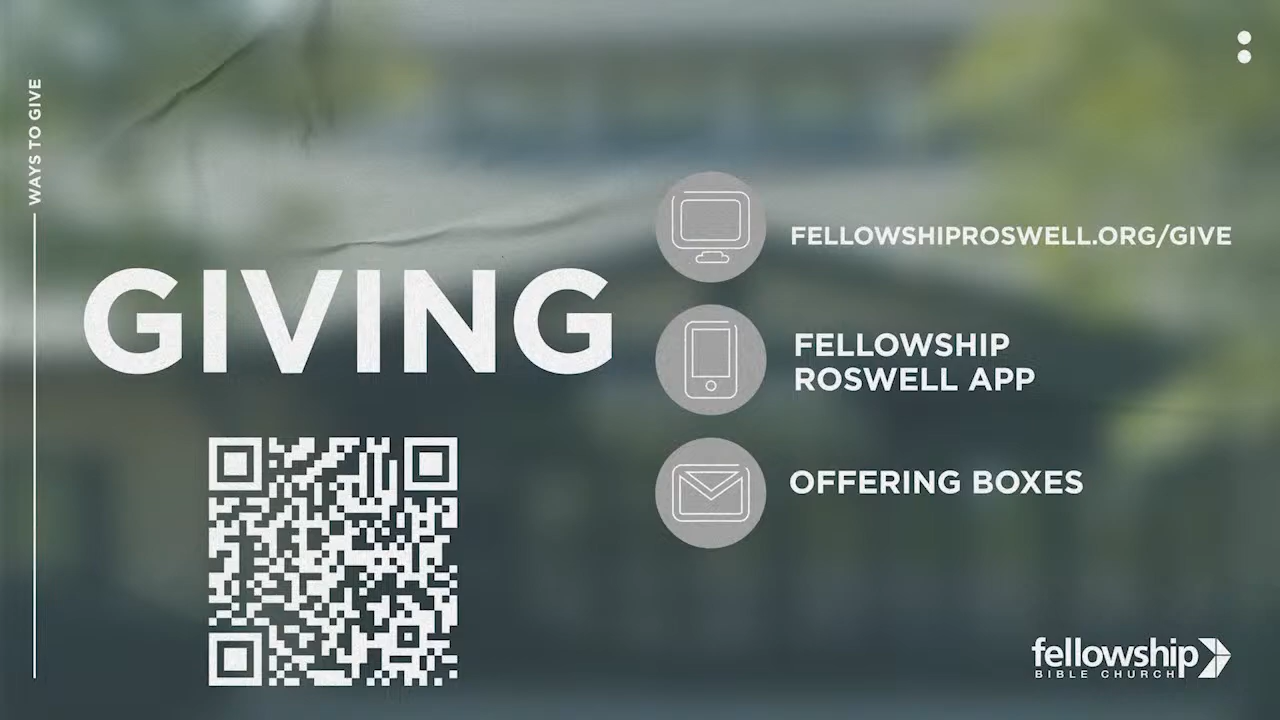 WAYS TO GIVE
GIVING
FELLOWSHIPROSWELL.ORG/GIVE
FELLOWSHIP
ROSWELL APP
OFFERING BOXES
fellowship
BIBLE CHURCH